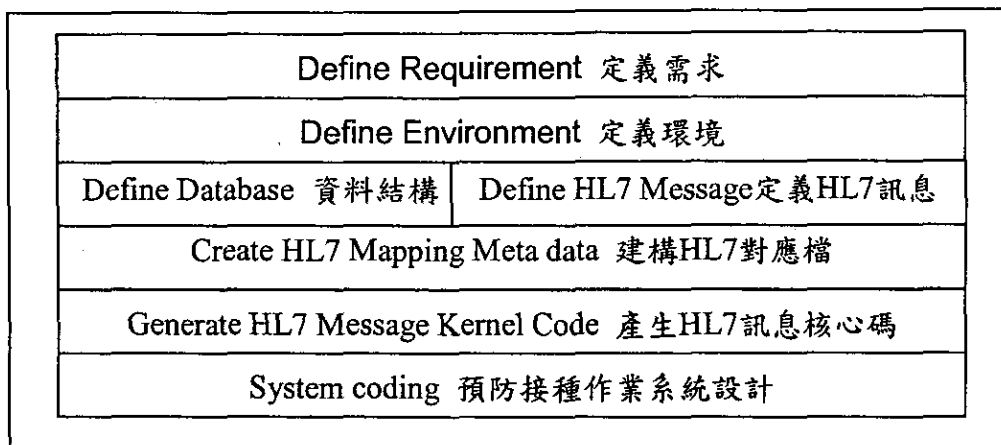 Define Requirement 定義需求
Define Environment 定義環境
Define Database 資料結構
Define HL7 Message定義HL7訊息
Create HL7 Mapping Meta data 建構HL7對應檔
Generate HL7 Message Kernel Code 產生HL7訊息核心碼
System coding 預防接種作業系統設計